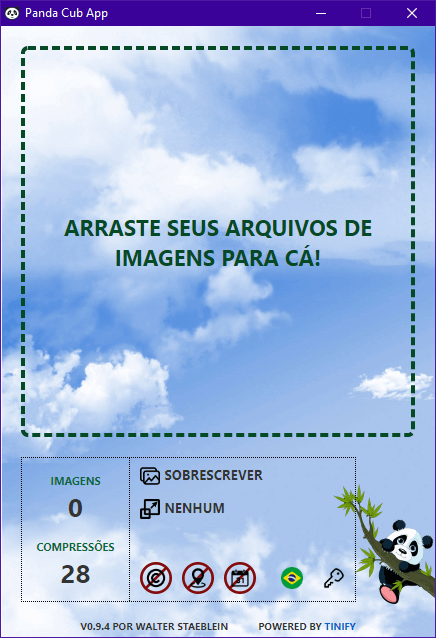 Panda Cub App
ARRASTE SEUS ARQUIVOS DE
IMAGENS PARA CÁ!
IMAGENS
0
COMPRESSÕES
28
SOBRESCREVER
NENHUM
V0.9.4 POR WALTER STAEBLEIN
POWERED BY TINIFY